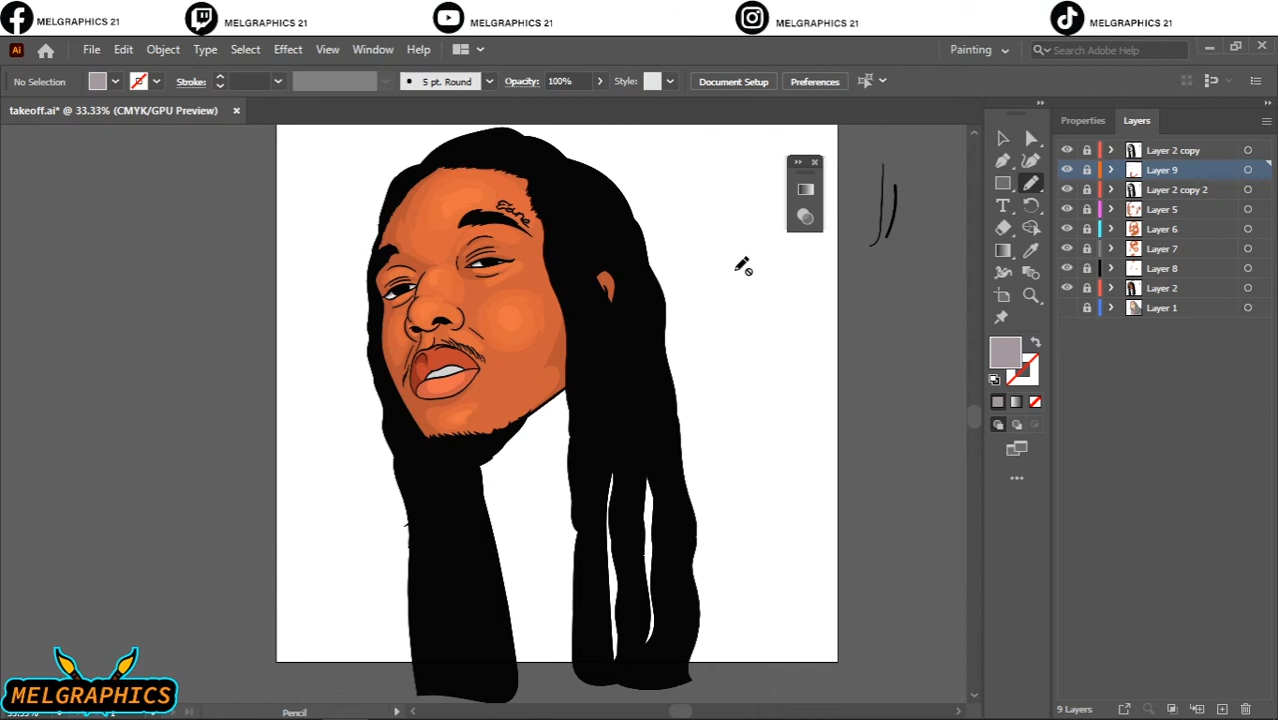 MELGRAPHICS 21 MELGRAPHICS 21 MELGRAPHICS 21 MELGRAPHICS 21 MELGRAPHICS 21
Ai File Edit Object Type Select Effect View Window Help Painting Search Adobe Help
No Selection Stroke: 5 pt. Round Opacity: 100% Style: Document Setup Preferences
takeoff.ai* @ 33.33% (CMYK/GPU Preview)
Properties Layers
Layer 2 copy
Layer 9
Layer 2 copy 2
Layer 5
Layer 6
Layer 7
Layer 8
Layer 2
Layer 1
MELGRAPHICS
Pencil
9 Layers